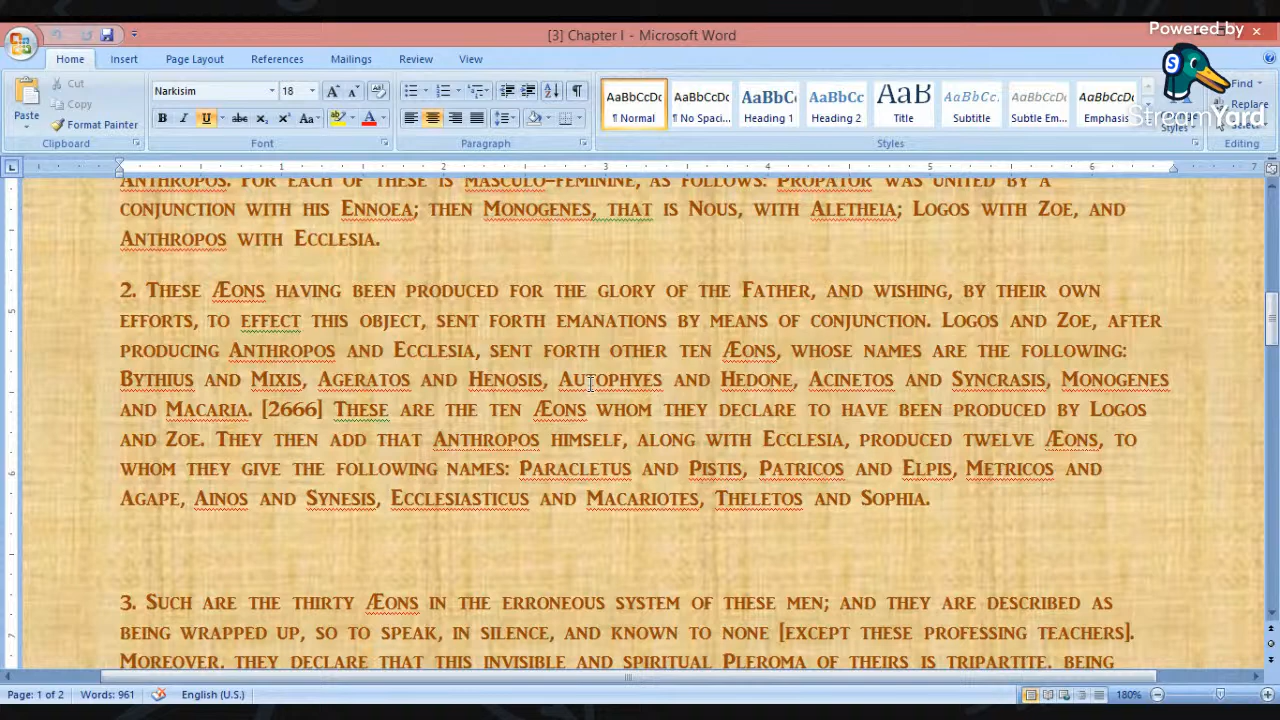 Powered by
[3] Chapter I - Microsoft Word
Home Insert Page Layout References Mailings Review View
Paste
Cut
Copy
Format Painter
Clipboard
Markisim 18
Font
Paragraph
AaBbCcDc AaBbCcDc AaBbC AaBbCc AaB AaBbCc. AaBbCcDc AaBbCcDc
¶ Normal ¶ No Spaci... Heading 1 Heading 2 Title Subtitle Subtle Em... Emphasis
Styles
Styles
Find
Replace
Editing
StreamYard
1 2 3 4 5 6 7
Anthropos. For each of these is masculo-feminine, as follows: Propator was united by a
conjunction with his Ennoea; then Monogenes, that is Nous, with Aletheia; Logos with Zoe, and
Anthropos with Ecclesia.
2. These Æons having been produced for the glory of the Father, and wishing, by their own
efforts, to effect this object, sent forth emanations by means of conjunction. Logos and Zoe, after
producing Anthropos and Ecclesia, sent forth other ten Æons, whose names are the following:
Bythius and Mixis, Ageratos and Henosis, Autophyes and Hedone, Acinetos and Syncrasis, Monogenes
and Macaria. [2666] These are the ten Æons whom they declare to have been produced by Logos
and Zoe. They then add that Anthropos himself, along with Ecclesia, produced twelve Æons, to
whom they give the following names: Paracletus and Pistis, Patricos and Elpis, Metricos and
Agape, Ainos and Synesis, Ecclesiasticus and Macariotes, Theletos and Sophia.
3. Such are the thirty Æons in the erroneous system of these men; and they are described as
being wrapped up, so to speak, in silence, and known to none [except these professing teachers].
Moreover, they declare that this invisible and spiritual Pleroma of theirs is tripartite, being
Page: 1 of 2 Words: 961 English (U.S.) 180%